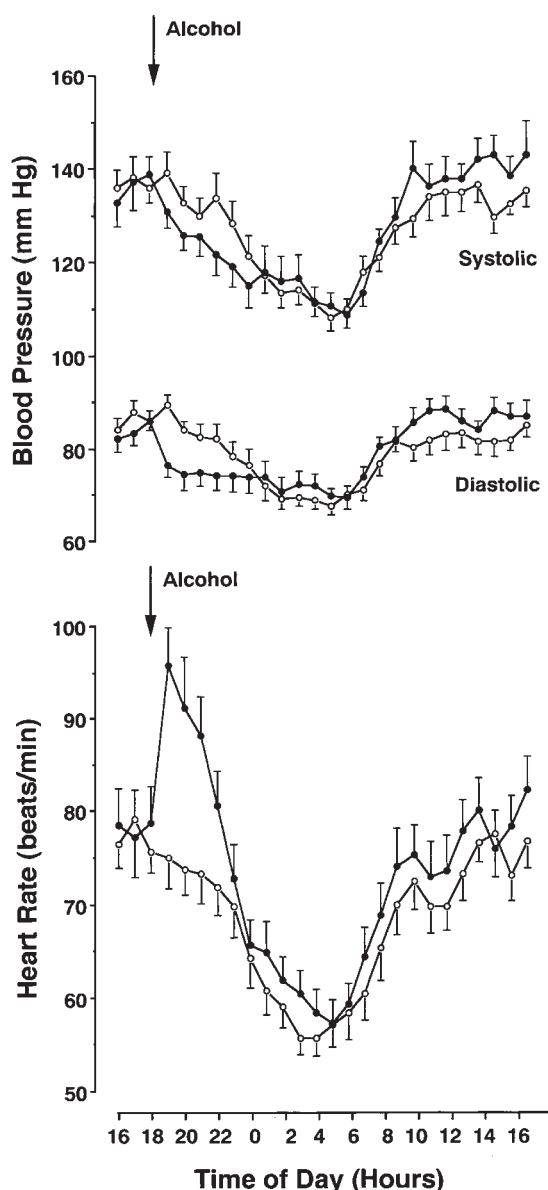 Alcohol
160
140
120
100
80
60
Blood Pressure (mm Hg)
Systolic
Diastolic
Alcohol
100
90
80
70
60
50
Heart Rate (beats/min)
16 18 20 22 0 2 4 6 8 10 12 14 16
Time of Day (Hours)